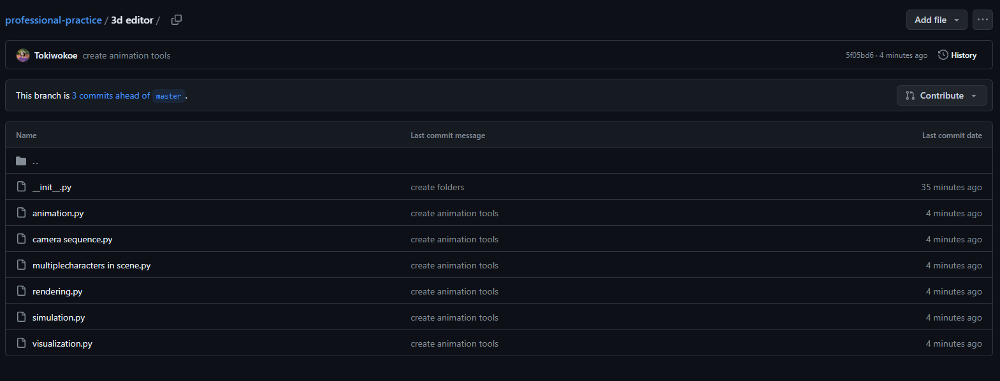 professional-practice / 3d editor / Add file ...
Tokiwokoe create animation tools 5f05bd6 · 4 minutes ago History
This branch is 3 commits ahead of master . Contribute
Name Last commit message Last commit date
..
__init__.py create folders 35 minutes ago
animation.py create animation tools 4 minutes ago
camera sequence.py create animation tools 4 minutes ago
multiplecharacters in scene.py create animation tools 4 minutes ago
rendering.py create animation tools 4 minutes ago
simulation.py create animation tools 4 minutes ago
visualization.py create animation tools 4 minutes ago